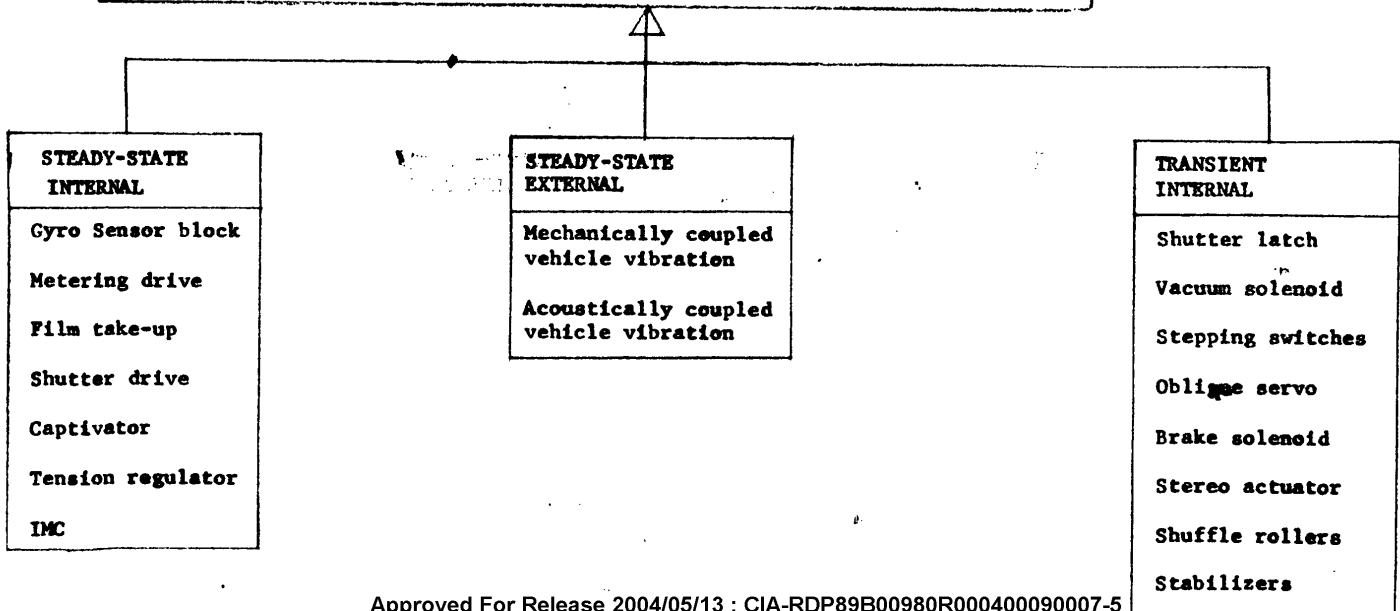 STEADY-STATE
INTERNAL
Gyro Sensor block
Metering drive
Film take-up
Shutter drive
Captivator
Tension regulator
IMC
STEADY-STATE
EXTERNAL
Mechanically coupled
vehicle vibration
Acoustically coupled
vehicle vibration
TRANSIENT
INTERNAL
Shutter latch
Vacuum solenoid
Stepping switches
Oblique servo
Brake solenoid
Stereo actuator
Shuffle rollers
Stabilizers
Approved For Release 2004/05/13 : CIA-RDP89B00980R000400090007-5